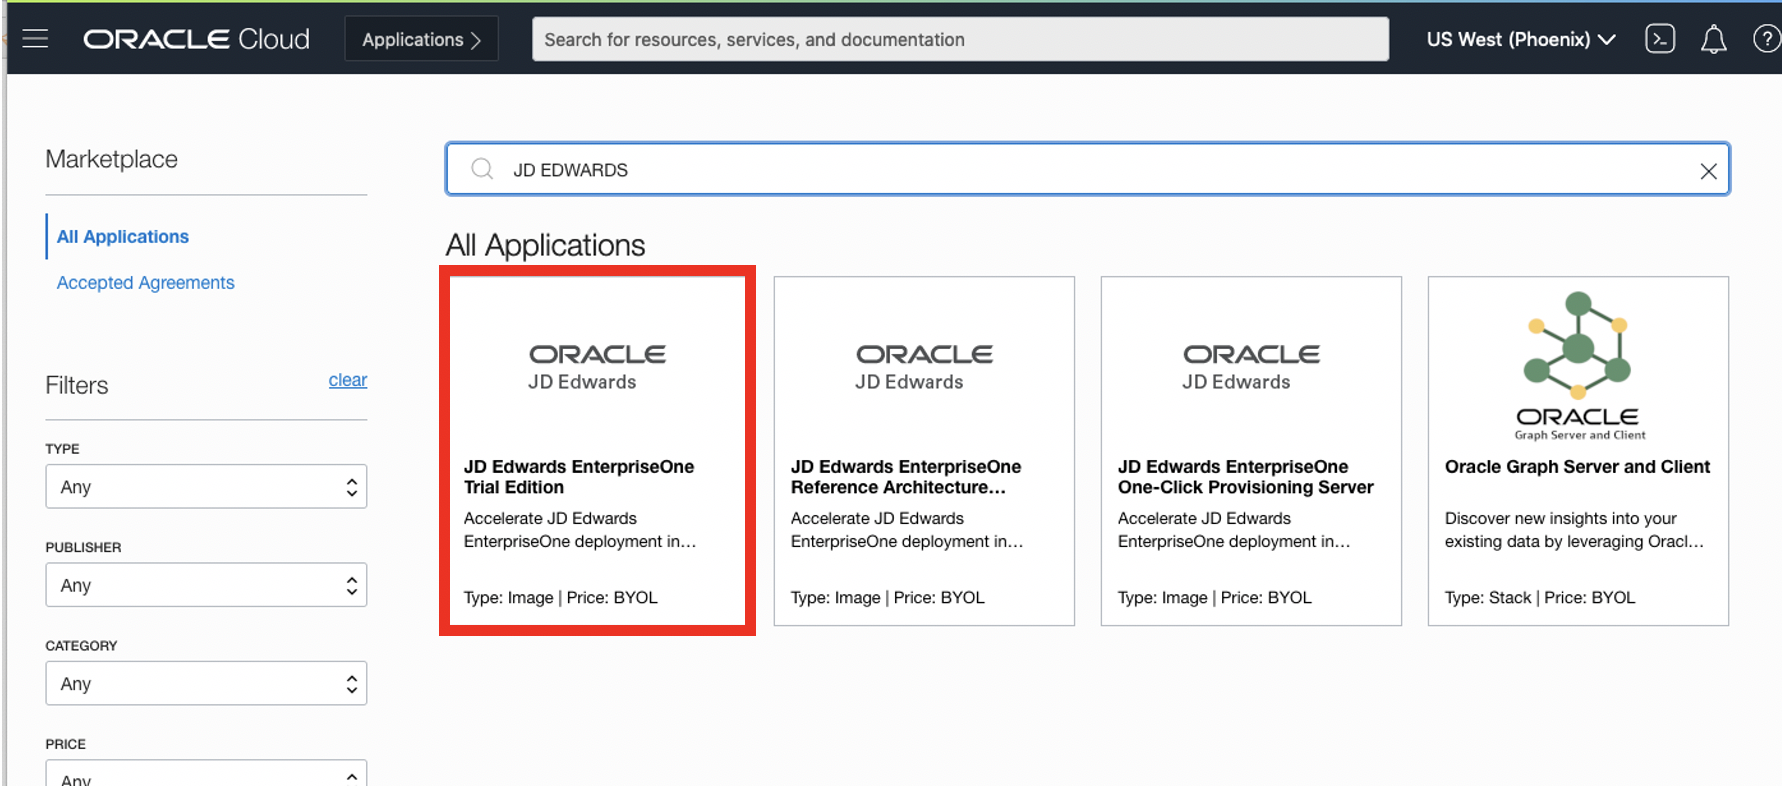 ORACLE Cloud
Applications
Search for resources, services, and documentation
US West (Phoenix)
?
Marketplace
All Applications
Accepted Agreements
Filters
clear
TYPE
Any
PUBLISHER
Any
CATEGORY
Any
PRICE
Any
JD EDWARDS
All Applications
ORACLE
JD Edwards
JD Edwards EnterpriseOne
Trial Edition
Accelerate JD Edwards
EnterpriseOne deployment in...
Type: Image | Price: BYOL
ORACLE
JD Edwards
JD Edwards EnterpriseOne
Reference Architecture...
Accelerate JD Edwards
EnterpriseOne deployment in...
Type: Image | Price: BYOL
ORACLE
JD Edwards
JD Edwards EnterpriseOne
One-Click Provisioning Server
Accelerate JD Edwards
EnterpriseOne deployment in...
Type: Image | Price: BYOL
ORACLE
Graph Server and Client
Oracle Graph Server and Client
Discover new insights into your
existing data by leveraging Oracl...
Type: Stack | Price: BYOL